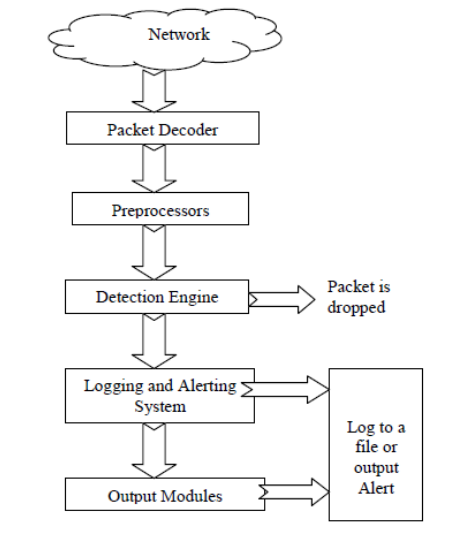 Network
Packet Decoder
Preprocessors
Detection Engine
Packet is
dropped
Logging and Alerting
System
Log to a
file or
output
Alert
Output Modules